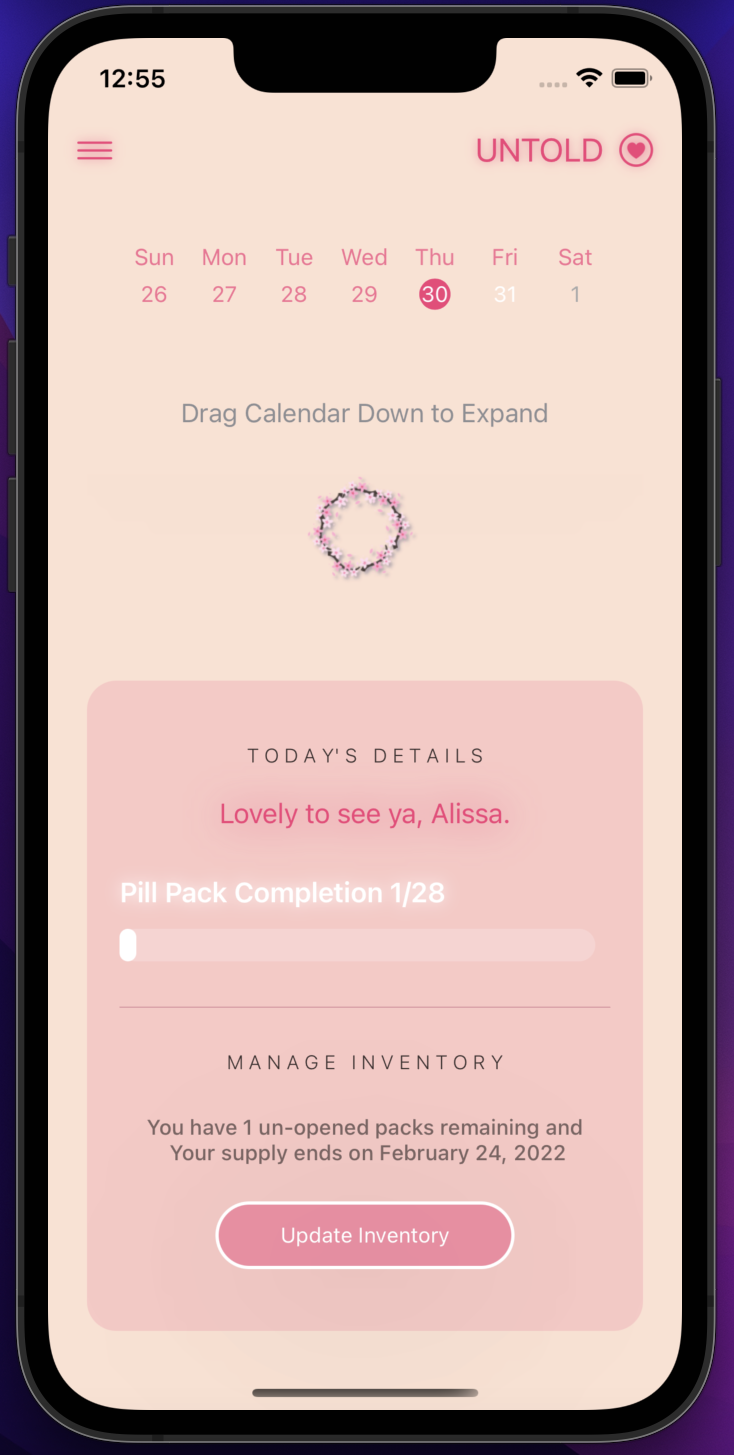 12:55
UNTOLD
Sun Mon Tue Wed Thu Fri Sat
26 27 28 29 30 31 1
Drag Calendar Down to Expand
TODAY'S DETAILS
Lovely to see ya, Alissa.
Pill Pack Completion 1/28
MANAGE INVENTORY
You have 1 un-opened packs remaining and
Your supply ends on February 24, 2022
Update Inventory